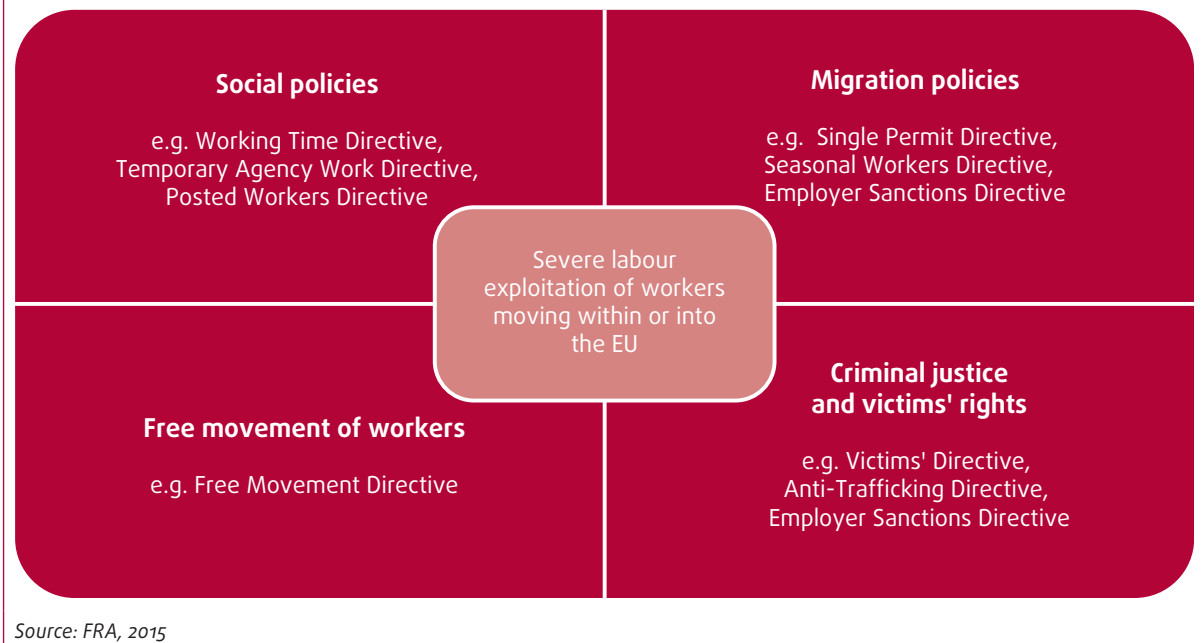 Social policies
e.g. Working Time Directive,
Temporary Agency Work Directive,
Posted Workers Directive
Migration policies
e.g. Single Permit Directive,
Seasonal Workers Directive,
Employer Sanctions Directive
Severe labour
exploitation of workers
moving within or into
the EU
Free movement of workers
e.g. Free Movement Directive
Criminal justice
and victims' rights
e.g. Victims' Directive,
Anti-Trafficking Directive,
Employer Sanctions Directive
Source: FRA, 2015